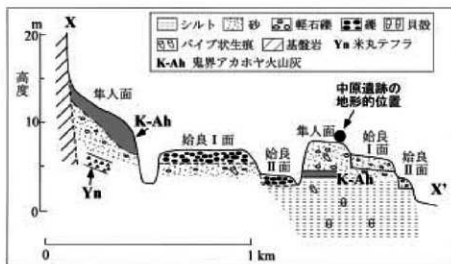 X
m
20
10
0
高度
シルト 砂 軽石礫 礫 貝殻
パイプ状生痕 基盤岩 Yn 米丸テフラ
K-Ah 鬼界アカホヤ火山灰
隼人面
K-Ah
Yn
姶良Ⅰ面
姶良Ⅱ面
中原遺跡の
地形的位置
隼人面
姶良Ⅰ面
姶良Ⅱ面
K-Ah
X'
0
1 km